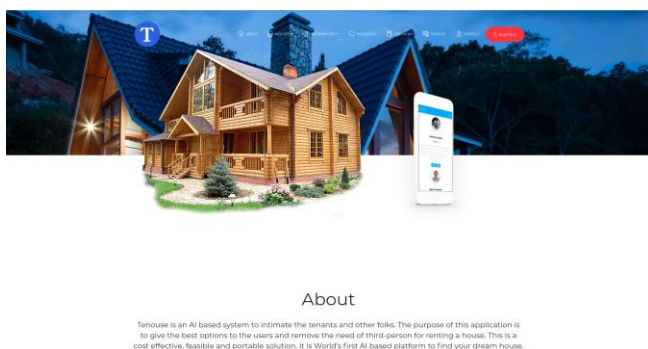 T
ABOUT
About
Tenouse is an AI based system to intimate the tenants and other folks. The purpose of this application is
to give the best options to the users and remove the need of third-person for renting a house. This is a
cost effective, feasible and portable solution. It is World's first AI based platform to find your dream house.